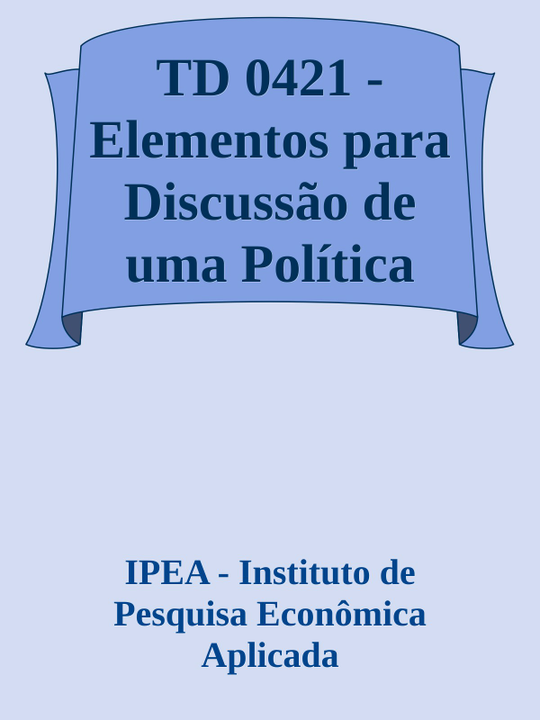 TD 0421 -
Elementos para
Discussão de
uma Política
IPEA - Instituto de
Pesquisa Econômica
Aplicada